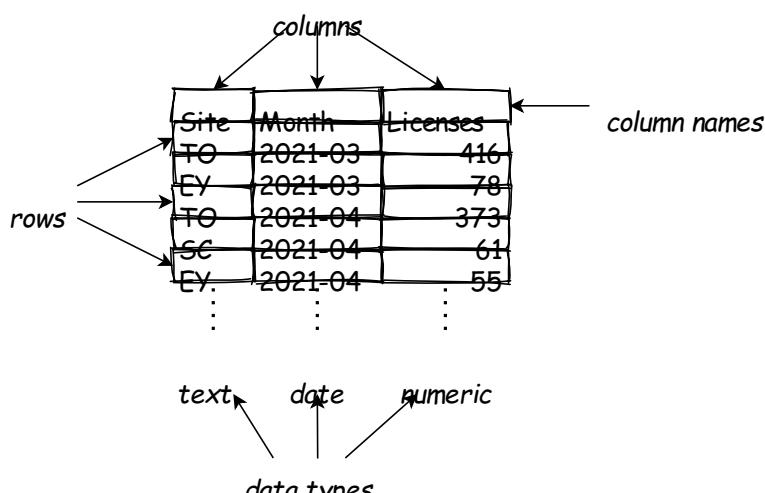 columns
Site Month Licenses
column names
TO 2021-03 416
EY 2021-03 78
rows
TO 2021-04 373
SC 2021-04 61
EY 2021-04 55
text date numeric
data types